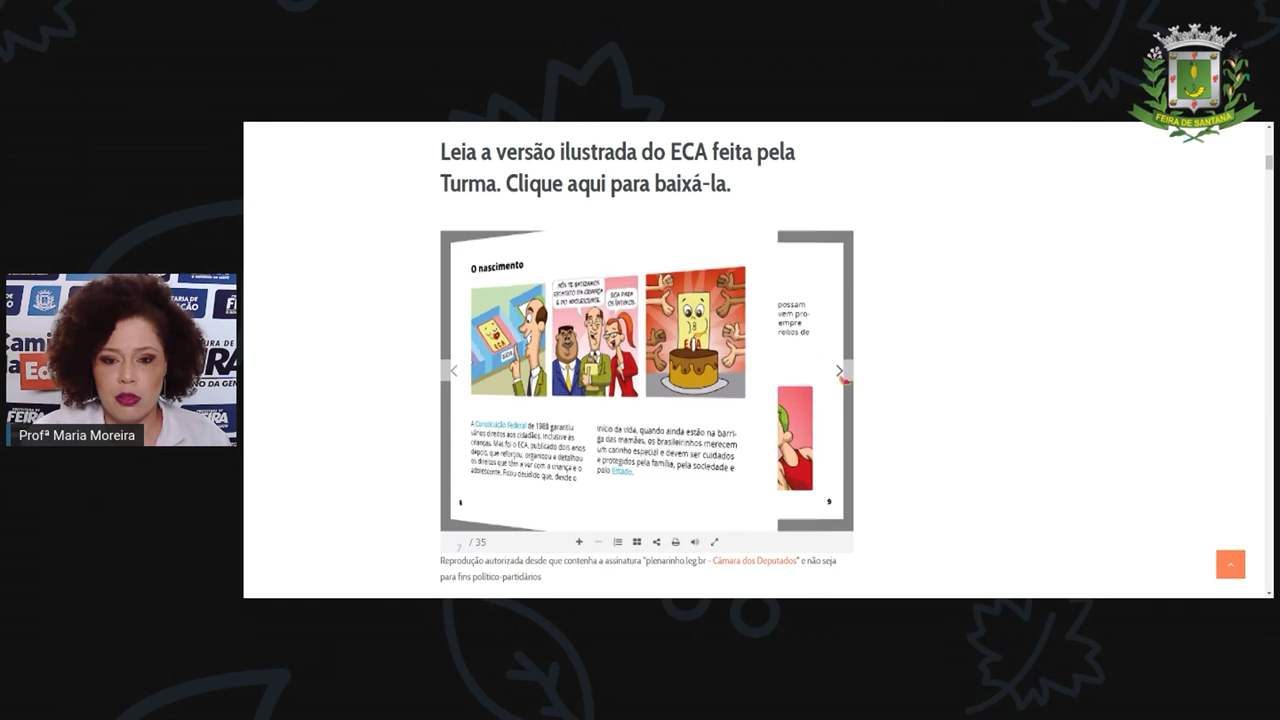 FEIRA DE SANTANA
Leia a versão ilustrada do ECA feita pela
Turma. Clique aqui para baixá-la.
O nascimento
NÓS TE BATIZAMOS
ESTATUTO DA CRIANÇA
E DO ADOLESCENTE.
ECA PARA
OS ÍNTIMOS.
A Constituição Federal de 1988 garantiu
vários direitos aos cidadãos, inclusive às
crianças. Mas foi o ECA, publicado dois anos
depois, que reforçou, organizou e detalhou
os direitos que têm a ver com a criança e o
adolescente. Ficou decidido que, desde o
início da vida, quando ainda estão na barri-
ga das mamães, os brasileirinhos merecem
um carinho especial e devem ser cuidados
e protegidos pela família, pela sociedade e
pelo Estado.
8
possam
vem pro-
empre
reitos de
9
7 / 35
Reprodução autorizada desde que contenha a assinatura "plenarinho.leg.br - Câmara dos Deputados" e não seja
para fins político-partidários
FEIRA
Profª Maria Moreira